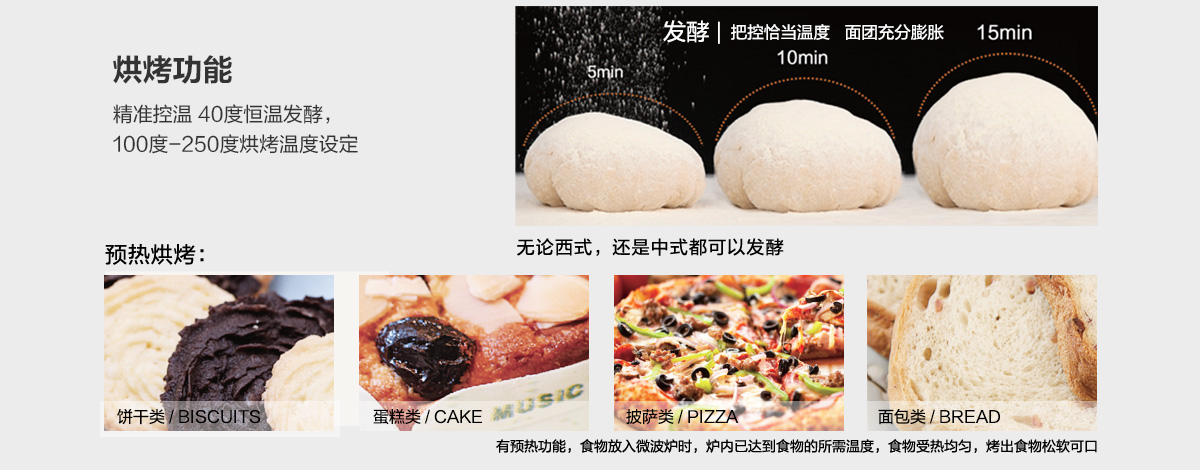 烘烤功能
精准控温 40度恒温发酵，
100度-250度烘烤温度设定
发酵 | 把控恰当温度 面团充分膨胀
5min
10min
15min
无论西式，还是中式都可以发酵
预热烘烤：
饼干类 / BISCUITS
蛋糕类 / CAKE
MUSIC
披萨类 / PIZZA
面包类 / BREAD
有预热功能，食物放入微波炉时，炉内已达到食物的所需温度，食物受热均匀，烤出食物松软可口